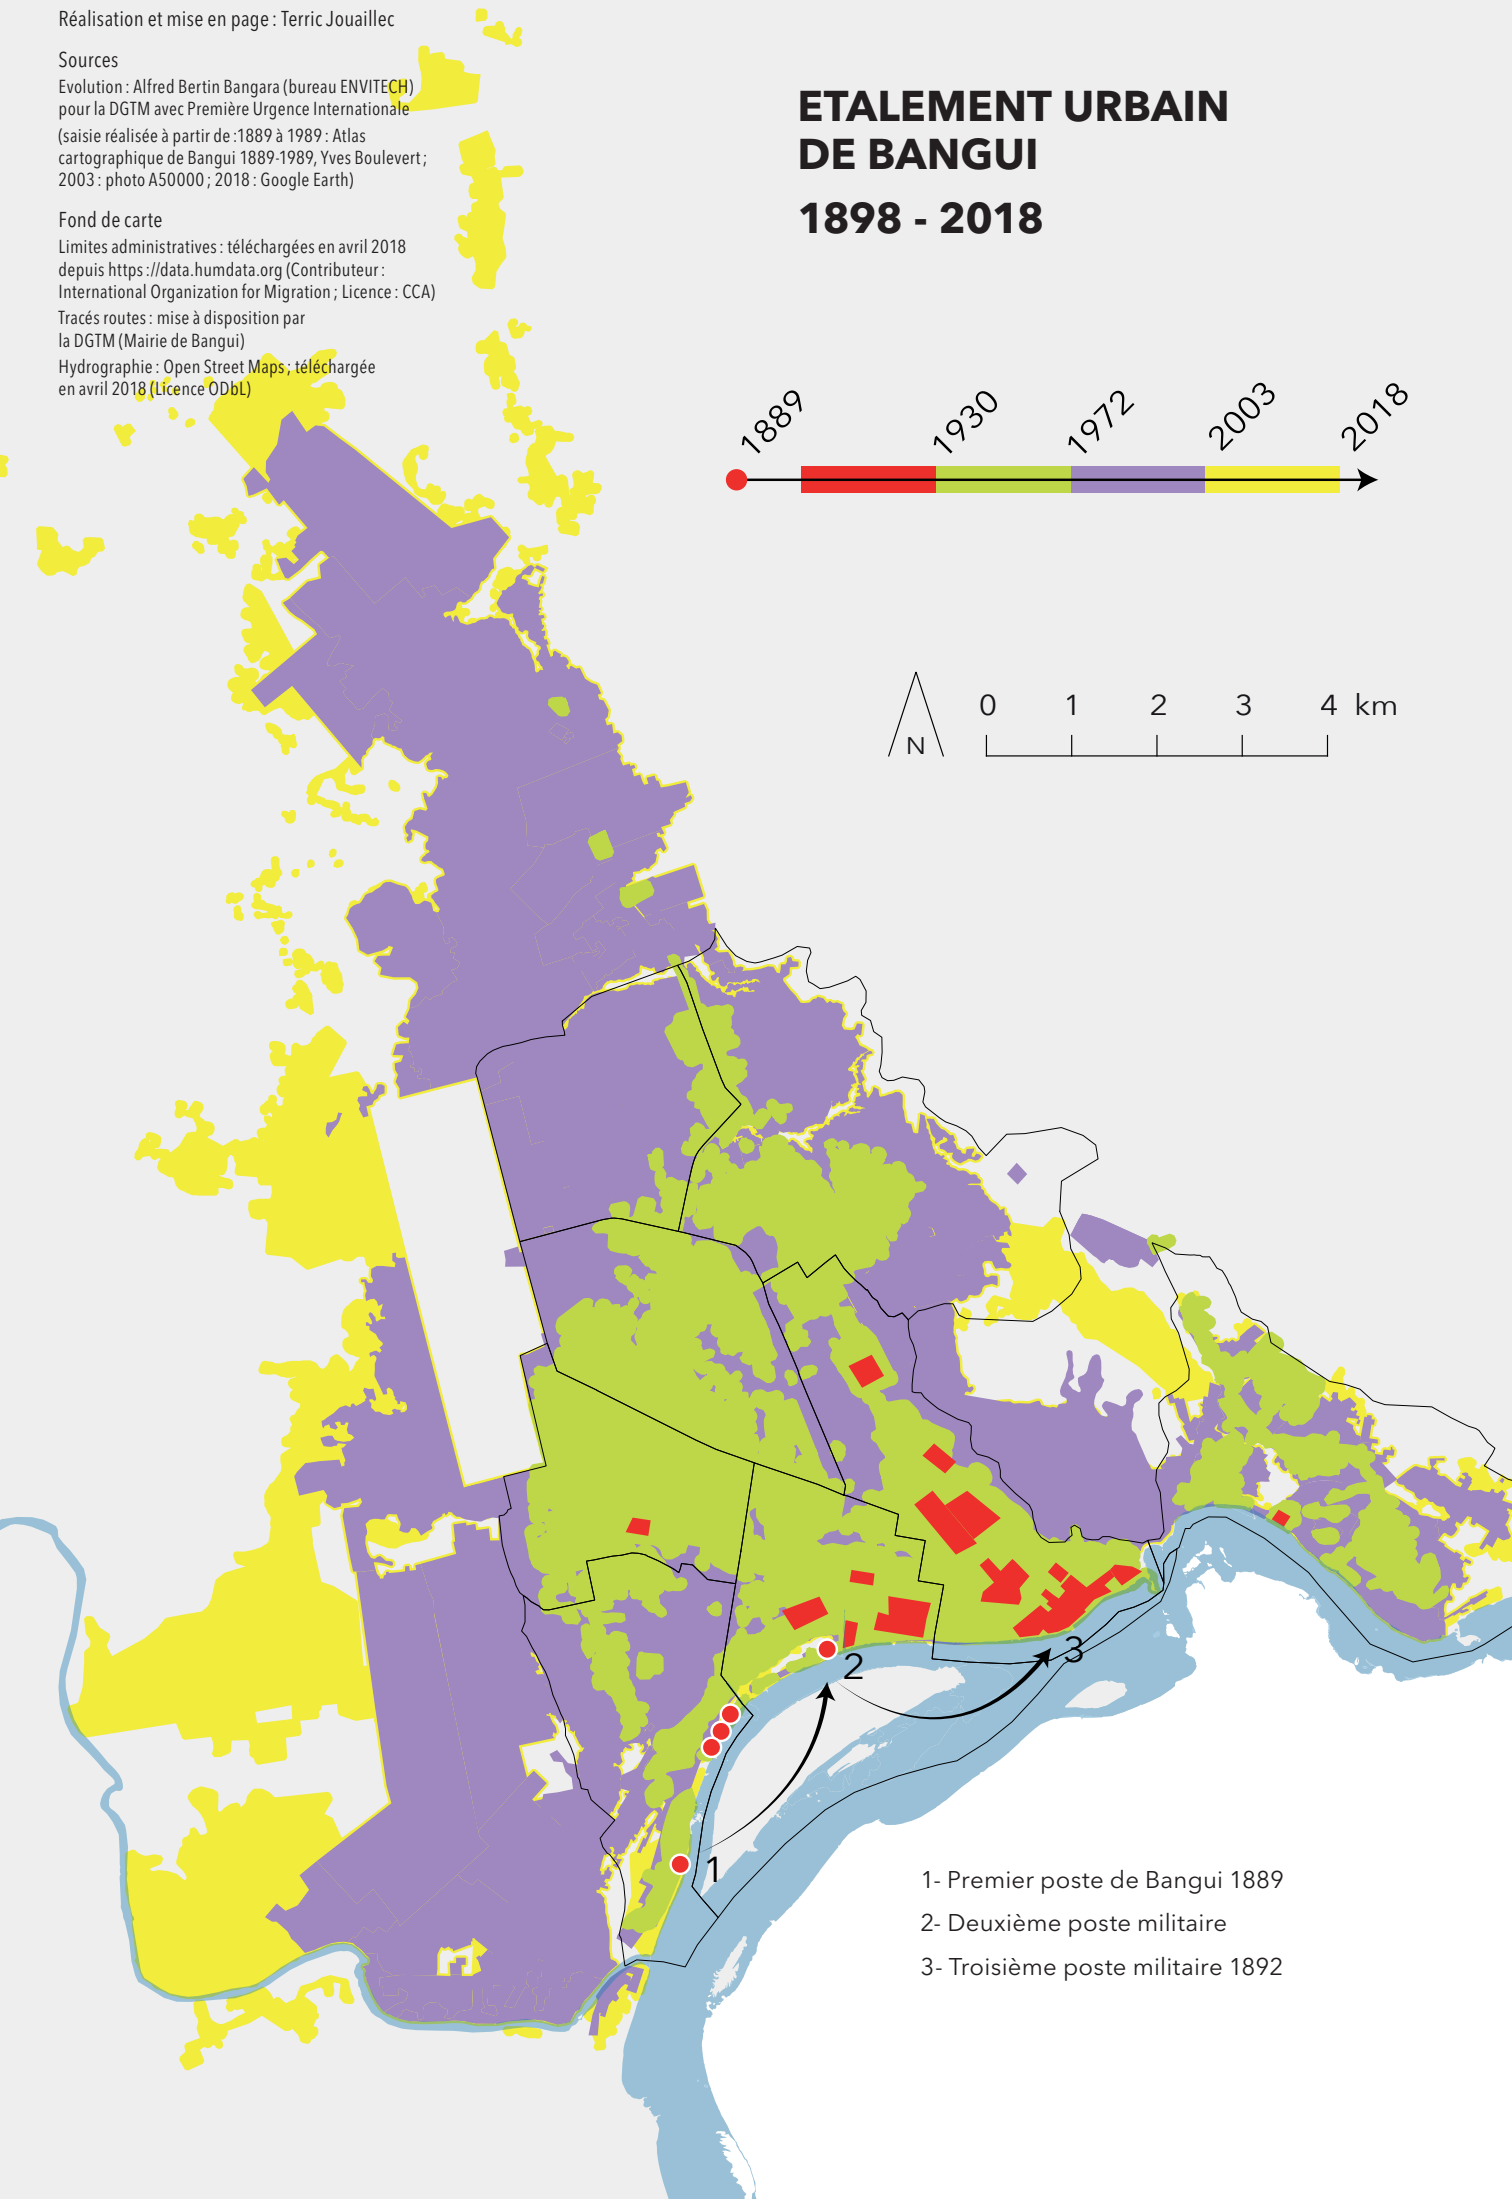 Réalisation et mise en page : Terric Jouaillec
Sources
Evolution : Alfred Bertin Bangara (bureau ENVITECH)
pour la DGTM avec Première Urgence Internationale
(saisie réalisée à partir de :1889 à 1989 : Atlas
cartographique de Bangui 1889-1989, Yves Boulevert ;
2003 : photo A50000 ; 2018 : Google Earth)
Fond de carte
Limites administratives : téléchargées en avril 2018
depuis https ://data.humdata.org (Contributeur :
International Organization for Migration ; Licence : CCA)
Tracés routes : mise à disposition par
la DGTM (Mairie de Bangui)
Hydrographie : Open Street Maps ; téléchargée
en avril 2018 (Licence ODbL)
ETALEMENT URBAIN
DE BANGUI
1898 - 2018
1889 1930 1972 2003 2018
N
0 1 2 3 4 km
3
2
1
1- Premier poste de Bangui 1889
2- Deuxième poste militaire
3- Troisième poste militaire 1892